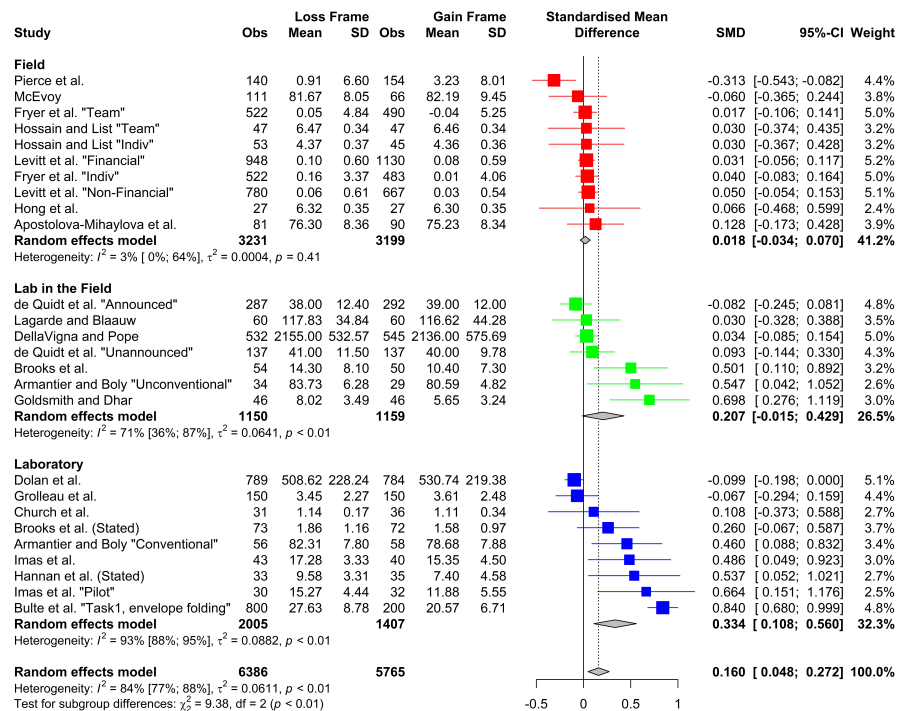 Loss Frame Gain Frame Standardised Mean
Study Obs Mean SD Obs Mean SD Difference SMD 95%-CI Weight
Field
Pierce et al. 140 0.91 6.60 154 3.23 8.01 -0.313 [-0.543; -0.082] 4.4%
McEvoy 111 81.67 8.05 66 82.19 9.45 -0.060 [-0.365; 0.244] 3.8%
Fryer et al. "Team" 522 0.05 4.84 490 -0.04 5.25 0.017 [-0.106; 0.141] 5.0%
Hossain and List "Team" 47 6.47 0.34 47 6.46 0.34 0.030 [-0.374; 0.435] 3.2%
Hossain and List "Indiv" 53 4.37 0.37 45 4.36 0.36 0.030 [-0.367; 0.428] 3.2%
Levitt et al. "Financial" 948 0.10 0.60 1130 0.08 0.59 0.031 [-0.056; 0.117] 5.2%
Fryer et al. "Indiv" 522 0.16 3.37 483 0.01 4.06 0.040 [-0.083; 0.164] 5.0%
Levitt et al. "Non-Financial" 780 0.06 0.61 667 0.03 0.54 0.050 [-0.054; 0.153] 5.1%
Hong et al. 27 6.32 0.35 27 6.30 0.35 0.066 [-0.468; 0.599] 2.4%
Apostolova-Mihaylova et al. 81 76.30 8.36 90 75.23 8.34 0.128 [-0.173; 0.428] 3.9%
Random effects model 3231 3199 0.018 [-0.034; 0.070] 41.2%
Heterogeneity: I² = 3% [ 0%; 64%], τ² = 0.0004, p = 0.41
Lab in the Field
de Quidt et al. "Announced" 287 38.00 12.40 292 39.00 12.00 -0.082 [-0.245; 0.081] 4.8%
Lagarde and Blaauw 60 117.83 34.84 60 116.62 44.28 0.030 [-0.328; 0.388] 3.5%
DellaVigna and Pope 532 2155.00 532.57 545 2136.00 575.69 0.034 [-0.085; 0.154] 5.0%
de Quidt et al. "Unannounced" 137 41.00 11.50 137 40.00 9.78 0.093 [-0.144; 0.330] 4.3%
Brooks et al. 54 14.30 8.10 50 10.40 7.30 0.501 [ 0.110; 0.892] 3.2%
Armantier and Boly "Unconventional" 34 83.73 6.28 29 80.59 4.82 0.547 [ 0.042; 1.052] 2.6%
Goldsmith and Dhar 46 8.02 3.49 46 5.65 3.24 0.698 [ 0.276; 1.119] 3.0%
Random effects model 1150 1159 0.207 [-0.015; 0.429] 26.5%
Heterogeneity: I² = 71% [36%; 87%], τ² = 0.0641, p < 0.01
Laboratory
Dolan et al. 789 508.62 228.24 784 530.74 219.38 -0.099 [-0.198; 0.000] 5.1%
Grolleau et al. 150 3.45 2.27 150 3.61 2.48 -0.067 [-0.294; 0.159] 4.4%
Church et al. 31 1.14 0.17 36 1.11 0.34 0.108 [-0.373; 0.588] 2.7%
Brooks et al. (Stated) 73 1.86 1.16 72 1.58 0.97 0.260 [-0.067; 0.587] 3.7%
Armantier and Boly "Conventional" 56 82.31 7.80 58 78.68 7.88 0.460 [ 0.088; 0.832] 3.4%
Imas et al. 43 17.28 3.33 40 15.35 4.50 0.486 [ 0.049; 0.923] 3.0%
Hannan et al. (Stated) 33 9.58 3.31 35 7.40 4.58 0.537 [ 0.052; 1.021] 2.7%
Imas et al. "Pilot" 30 15.27 4.44 32 11.88 5.55 0.664 [ 0.151; 1.176] 2.6%
Bulte et al. "Task1, envelope folding" 800 27.63 8.78 200 20.57 6.71 0.840 [ 0.680; 0.999] 4.8%
Random effects model 2005 1407 0.334 [ 0.108; 0.560] 32.3%
Heterogeneity: I² = 93% [88%; 95%], τ² = 0.0882, p < 0.01
Random effects model 6386 5765 0.160 [ 0.048; 0.272] 100.0%
Heterogeneity: I² = 84% [77%; 88%], τ² = 0.0611, p < 0.01
Test for subgroup differences: χ²₂ = 9.38, df = 2 (p < 0.01)
-0.5 0 0.5 1